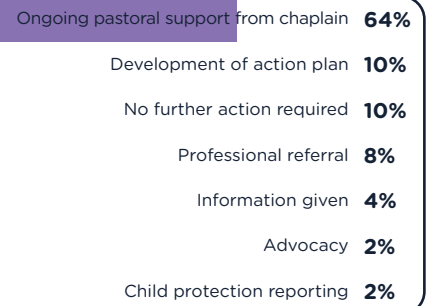 Ongoing pastoral support from chaplain 64%
Development of action plan 10%
No further action required 10%
Professional referral 8%
Information given 4%
Advocacy 2%
Child protection reporting 2%